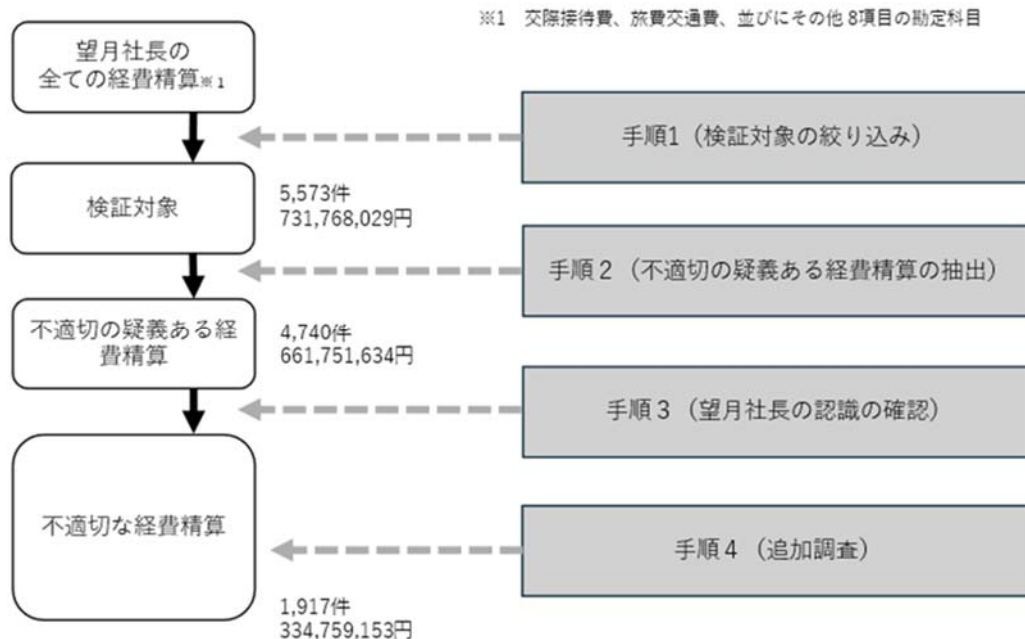 ※1 交際接待費、旅費交通費、並びにその他8項目の勘定科目
望月社長の
全ての経費精算※1
手順1（検証対象の絞り込み）
検証対象
5,573件
731,768,029円
手順２（不適切の疑義ある経費精算の抽出）
不適切の疑義ある経
費精算
4,740件
661,751,634円
手順３（望月社長の認識の確認）
不適切な経費精算
手順４（追加調査）
1,917件
334,759,153円